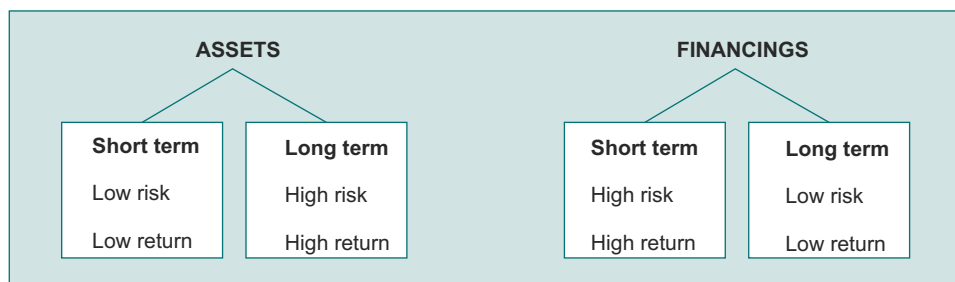 ASSETS
Short term
Low risk
Low return
Long term
High risk
High return
FINANCINGS
Short term
High risk
High return
Long term
Low risk
Low return